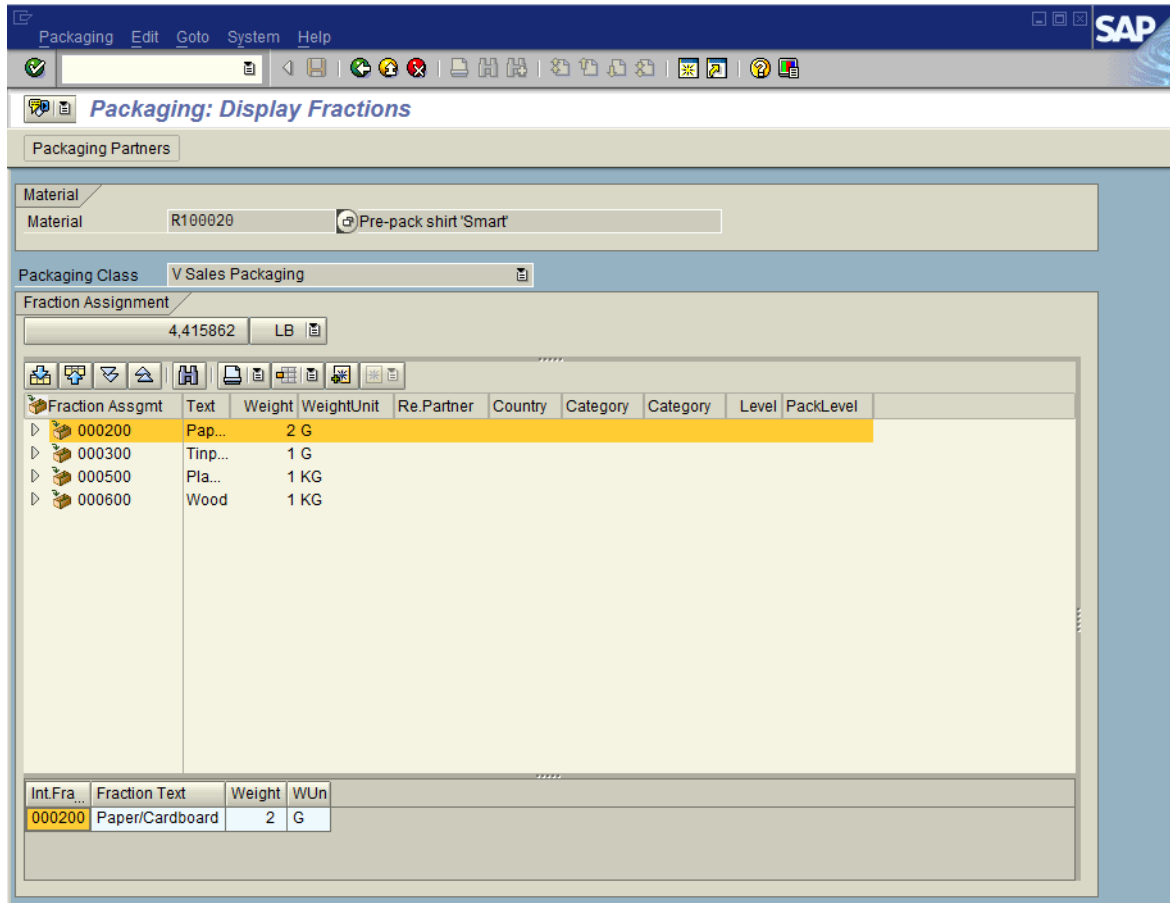 Packaging Edit Goto System Help
SAP
Packaging: Display Fractions
Packaging Partners
Material
Material R100020 Pre-pack shirt 'Smart'
Packaging Class V Sales Packaging
Fraction Assignment
4,415862 LB
Fraction Assgmt Text Weight WeightUnit Re.Partner Country Category Category Level PackLevel
000200 Pap... 2 G
000300 Tinp... 1 G
000500 Pla... 1 KG
000600 Wood 1 KG
Int.Fra... Fraction Text Weight WUn
000200 Paper/Cardboard 2 G